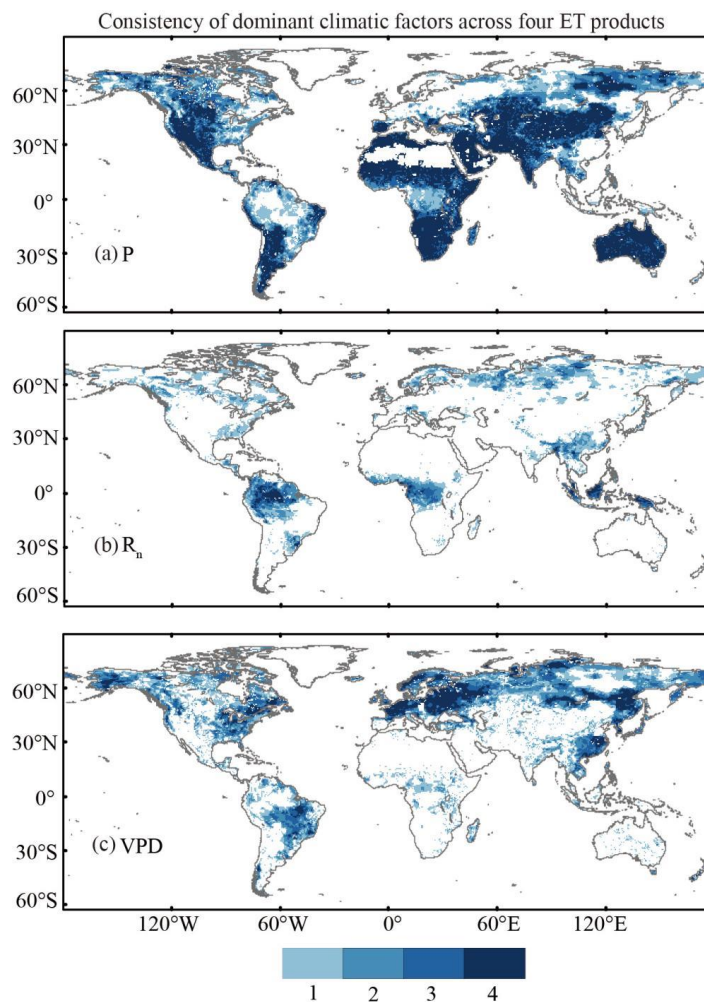 Consistency of dominant climatic factors across four ET products
60°N
30°N
0°
30°S
60°S
(a) P
60°N
30°N
0°
30°S
60°S
(b) Rₙ
60°N
30°N
0°
30°S
60°S
(c) VPD
120°W 60°W 0° 60°E 120°E
1 2 3 4